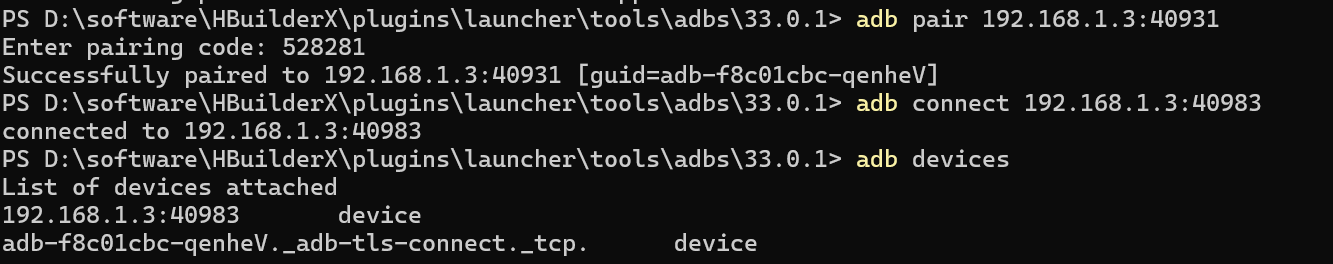 PS D:\software\HBuilderX\plugins\launcher\tools\adbs\33.0.1> adb pair 192.168.1.3:40931
Enter pairing code: 528281
Successfully paired to 192.168.1.3:40931 [guid=adb-f8c01cbc-qenheV]
PS D:\software\HBuilderX\plugins\launcher\tools\adbs\33.0.1> adb connect 192.168.1.3:40983
connected to 192.168.1.3:40983
PS D:\software\HBuilderX\plugins\launcher\tools\adbs\33.0.1> adb devices
List of devices attached
192.168.1.3:40983       device
adb-f8c01cbc-qenheV._adb-tls-connect._tcp.      device